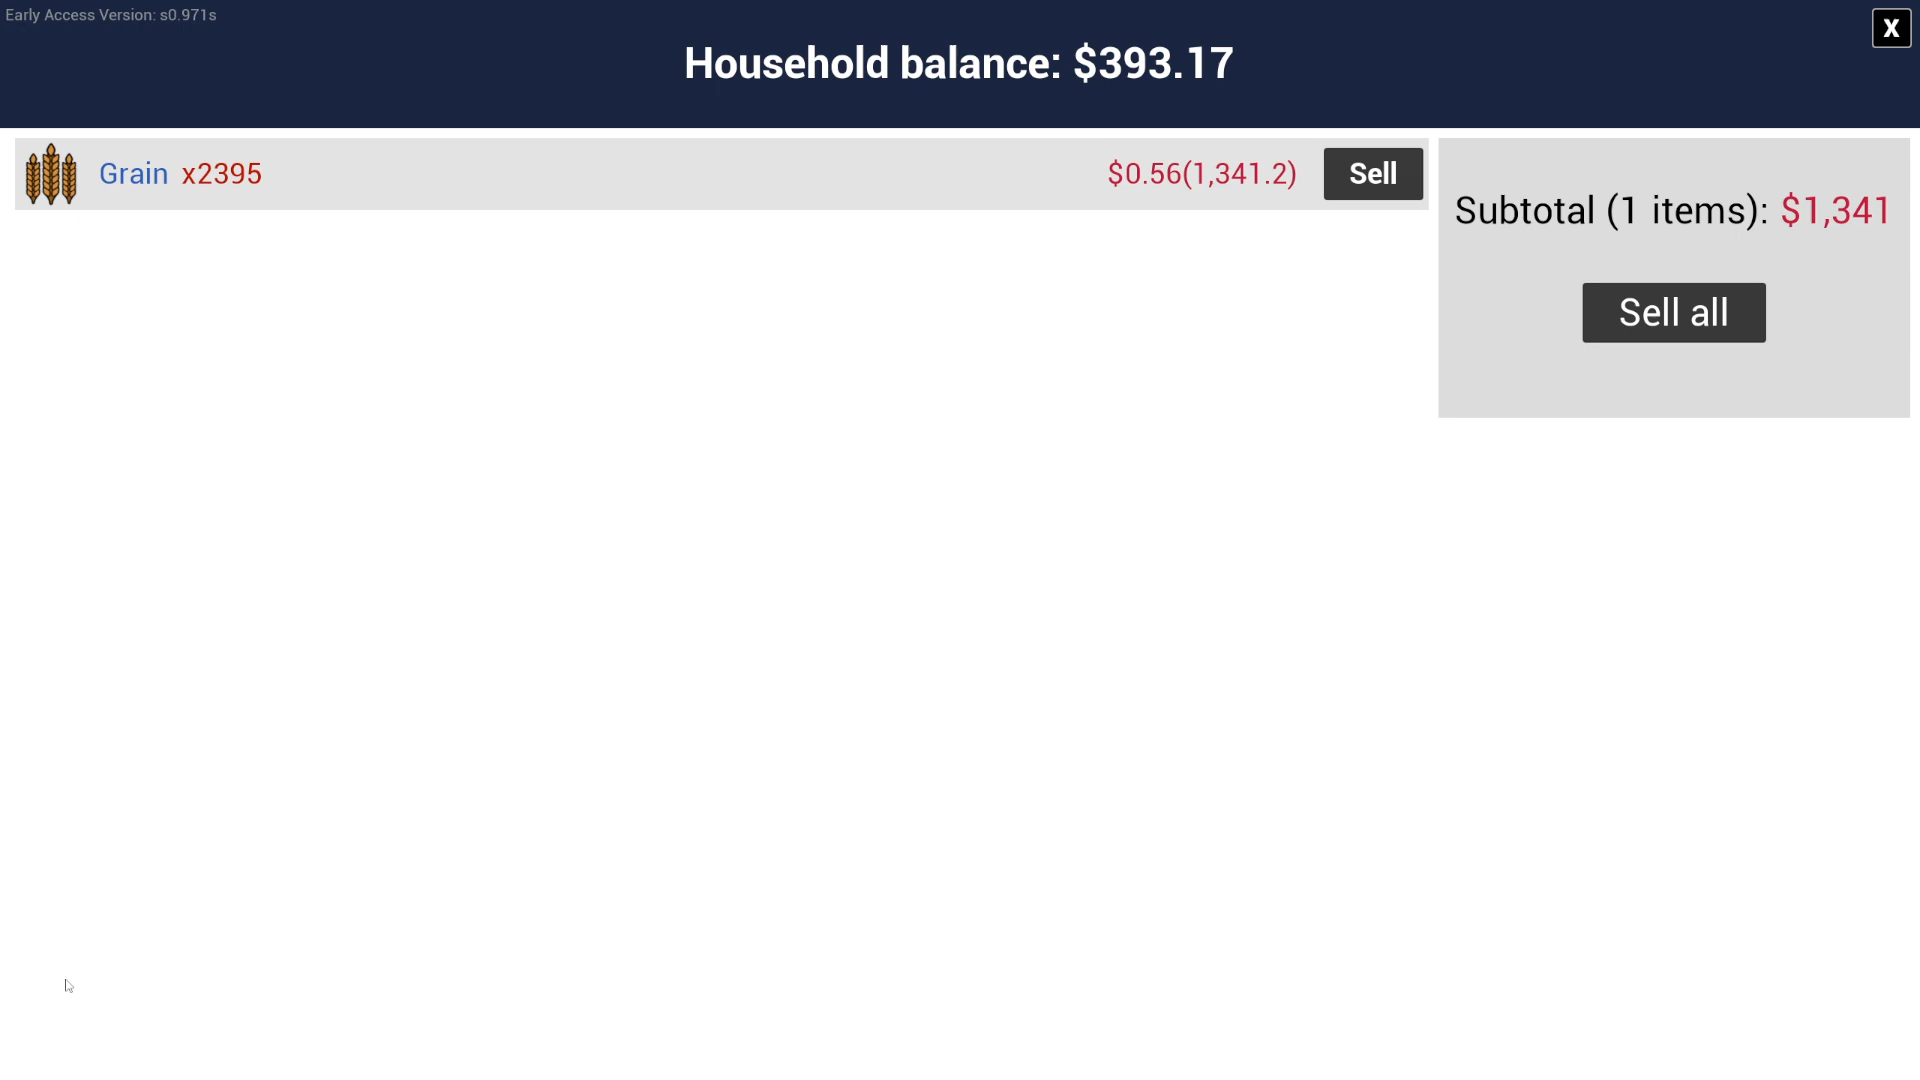 Early Access Version: s0.971s
X
Household balance: $393.17
Grain x2395 $0.56(1,341.2) Sell
Subtotal (1 items): $1,341
Sell all